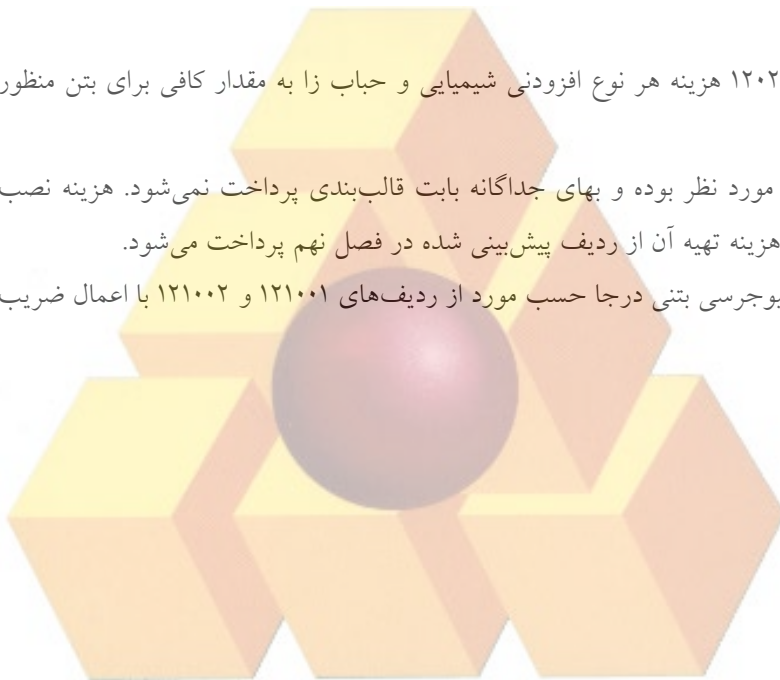 ۱۲۰۲ هزینه هر نوع افزودنی شیمیایی و حباب زا به مقدار کافی برای بتن منظور
مورد نظر بوده و بهای جداگانه بابت قالب‌بندی پرداخت نمی‌شود. هزینه نصب
هزینه تهیه آن از ردیف پیش‌بینی شده در فصل نهم پرداخت می‌شود.
بوجرسی بتنی درجا حسب مورد از ردیف‌های ۱۲۱۰۰۱ و ۱۲۱۰۰۲ با اعمال ضریب